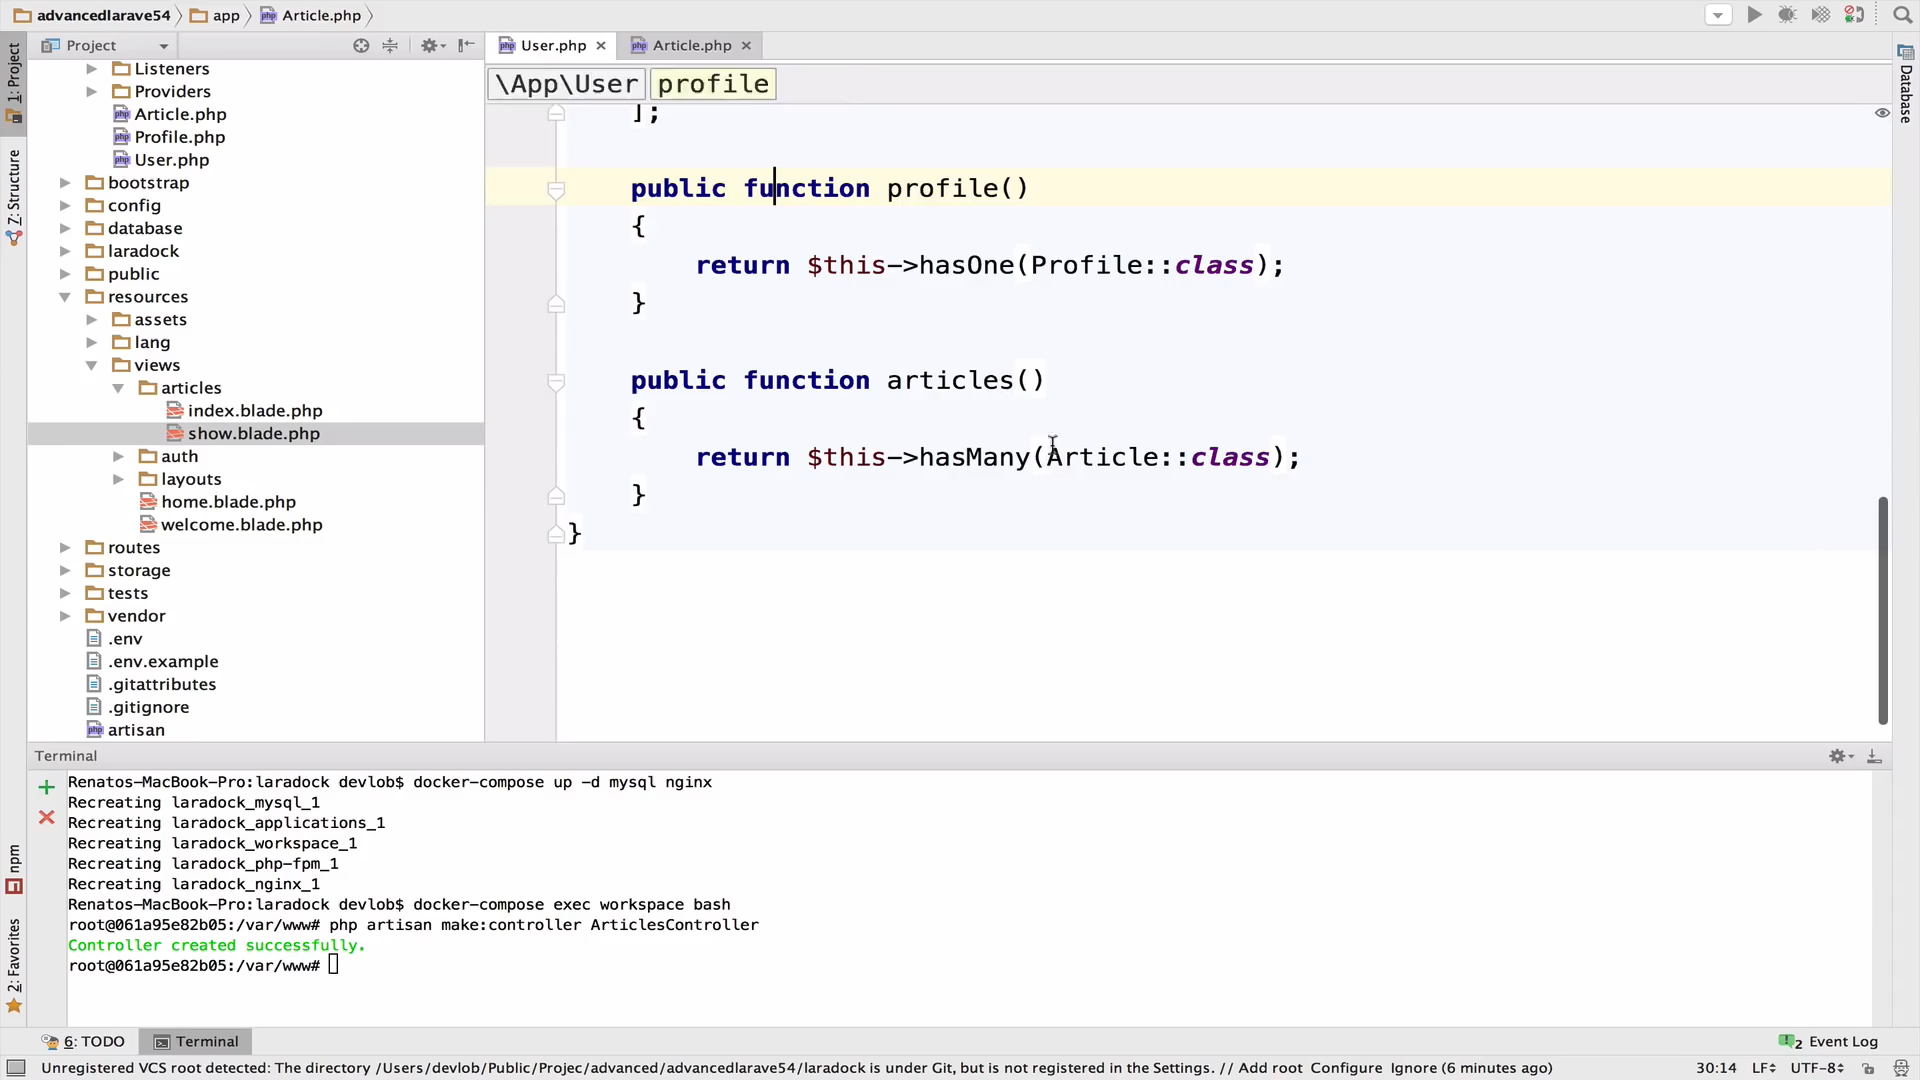 advancedlarave54 app Article.php
1: Project
Project
User.php Article.php
Database
\App\User profile
Listeners
Providers
Article.php
Profile.php
User.php
bootstrap
config
database
laradock
public
resources
assets
lang
views
articles
index.blade.php
show.blade.php
auth
layouts
home.blade.php
welcome.blade.php
routes
storage
tests
vendor
.env
.env.example
.gitattributes
.gitignore
artisan
Z: Structure
];
public function profile()
{
return $this->hasOne(Profile::class);
}
public function articles()
{
return $this->hasMany(Article::class);
}
}
Terminal
Renatos-MacBook-Pro:laradock devlob$ docker-compose up -d mysql nginx
Recreating laradock_mysql_1
Recreating laradock_applications_1
Recreating laradock_workspace_1
Recreating laradock_php-fpm_1
Recreating laradock_nginx_1
Renatos-MacBook-Pro:laradock devlob$ docker-compose exec workspace bash
root@061a95e82b05:/var/www# php artisan make:controller ArticlesController
Controller created successfully.
root@061a95e82b05:/var/www#
npm
2: Favorites
6: TODO Terminal
2 Event Log
Unregistered VCS root detected: The directory /Users/devlob/Public/Projec/advanced/advancedlarave54/laradock is under Git, but is not registered in the Settings. // Add root Configure Ignore (6 minutes ago)
30:14 LF UTF-8